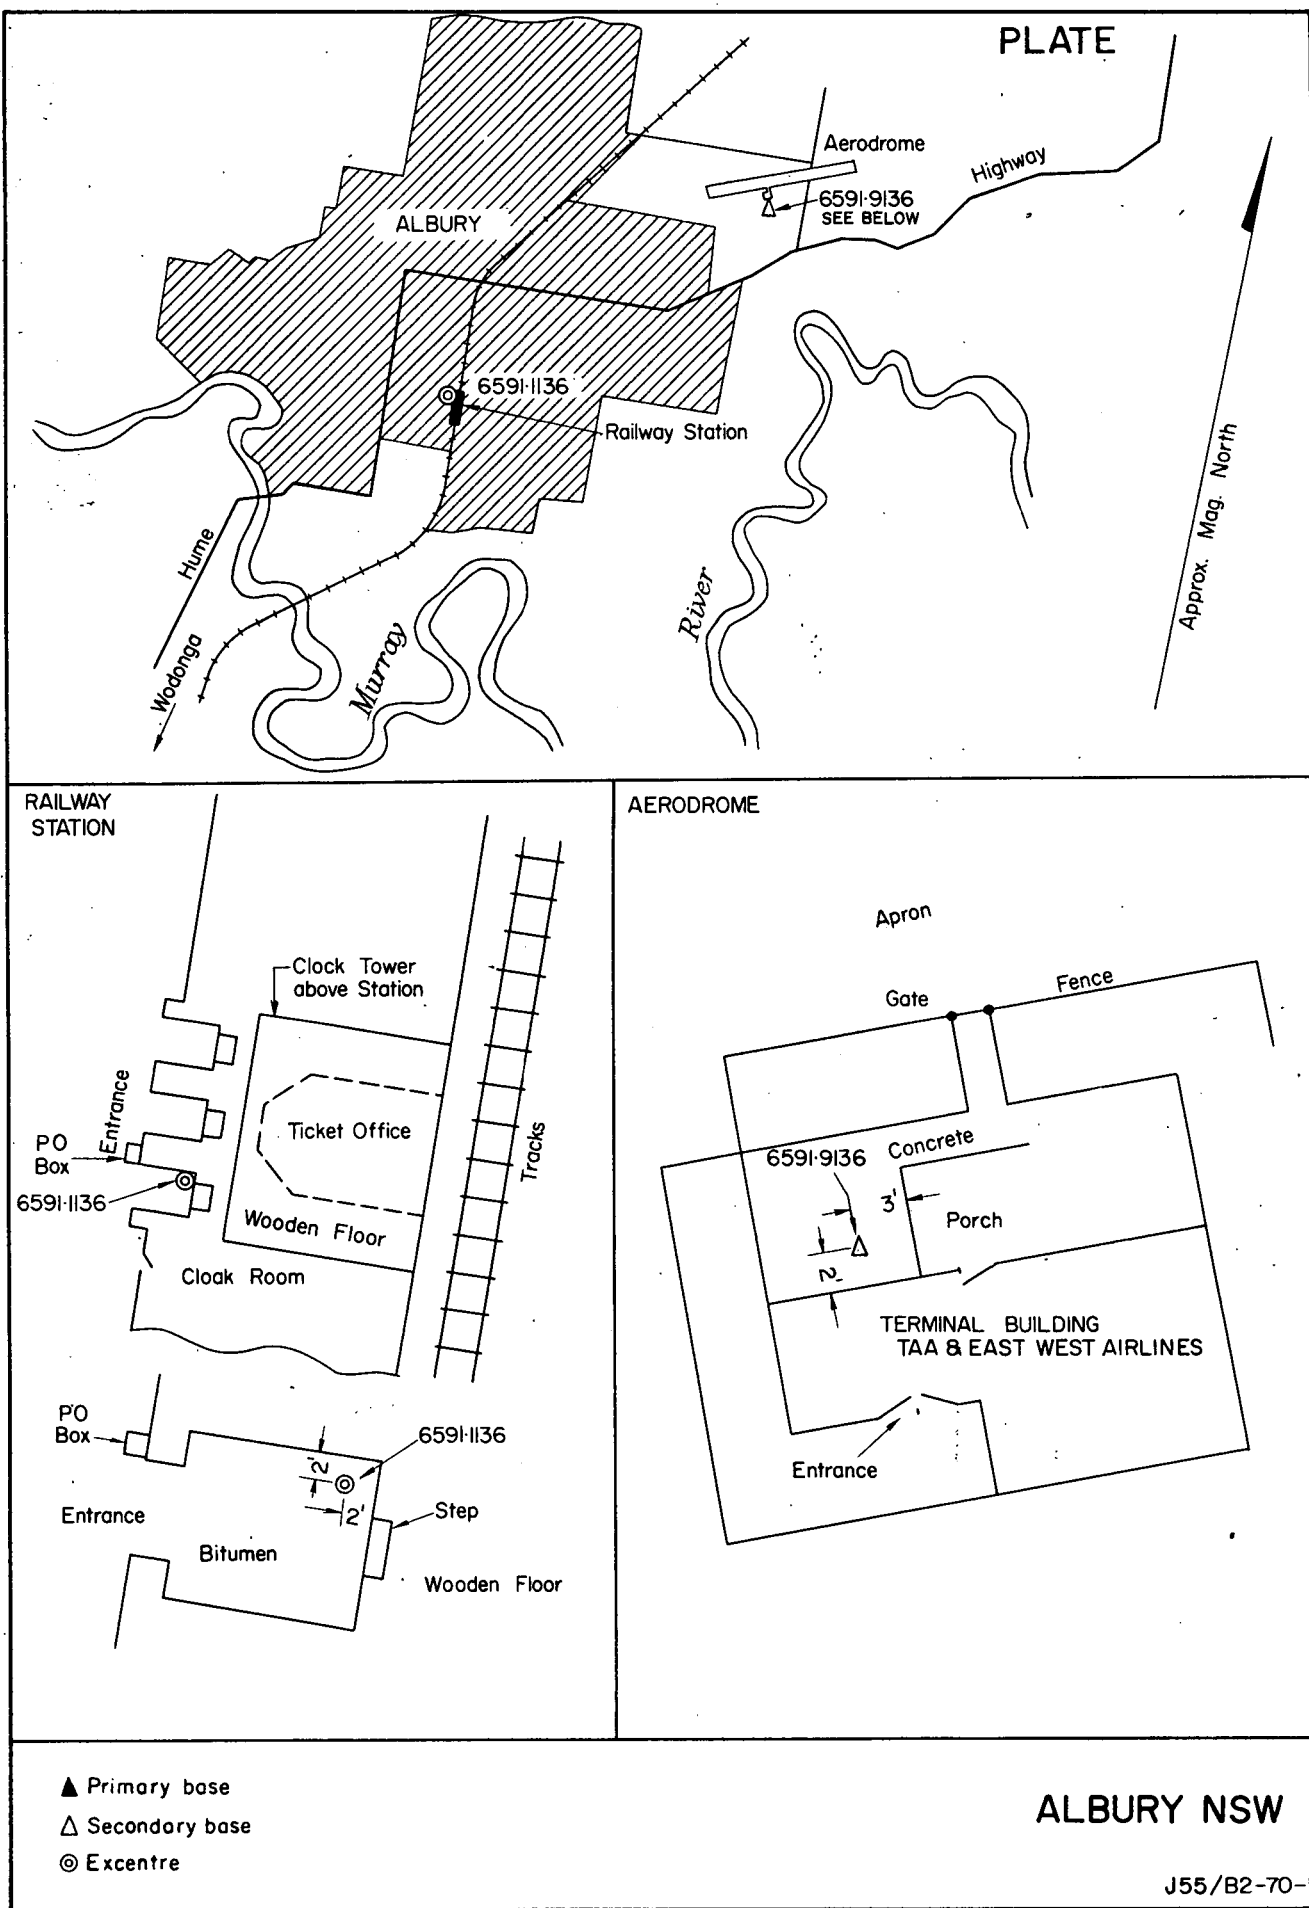 PLATE
Aerodrome
Highway
6591·9136
SEE BELOW
ALBURY
6591·1136
Railway Station
Approx. Mag. North
Hume
Wodonga
Murray
River
RAILWAY
STATION
Clock Tower
above Station
Entrance
PO
Box
Ticket Office
Tracks
6591·1136
Wooden Floor
Cloak Room
PO
Box
6591·1136
2'
2'
Step
Entrance
Bitumen
Wooden Floor
AERODROME
Apron
Gate
Fence
Concrete
6591·9136
3'
Porch
2'
TERMINAL BUILDING
TAA & EAST WEST AIRLINES
Entrance
Primary base
Secondary base
Excentre
ALBURY NSW
J55/B2-70-